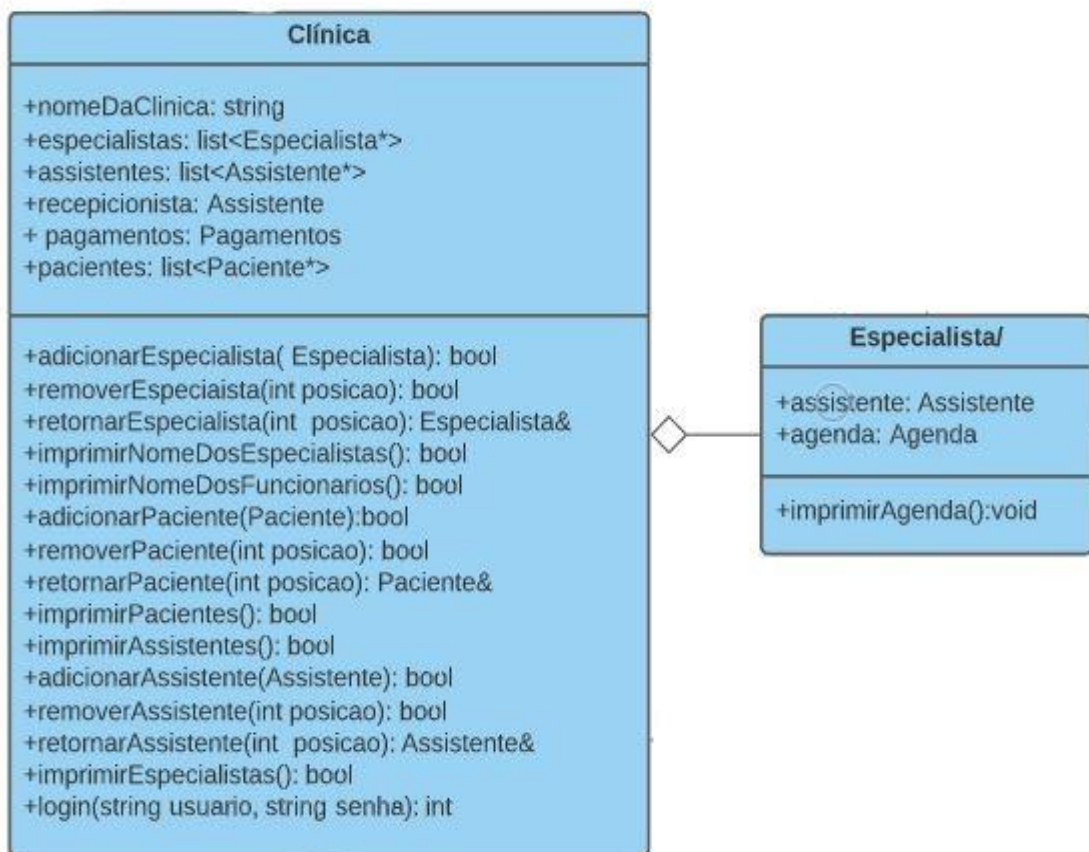 Clínica
+nomeDaClinica: string
+especialistas: list<Especialista*>
+assistentes: list<Assistente*>
+recepicionista: Assistente
+ pagamentos: Pagamentos
+pacientes: list<Paciente*>
+adicionarEspecialista( Especialista): bool
+removerEspeciaista(int posicao): bool
+retornarEspecialista(int posicao): Especialista&
+imprimirNomeDosEspecialistas(): bool
+imprimirNomeDosFuncionarios(): bool
+adicionarPaciente(Paciente):bool
+removerPaciente(int posicao): bool
+retornarPaciente(int posicao): Paciente&
+imprimirPacientes(): bool
+imprimirAssistentes(): bool
+adicionarAssistente(Assistente): bool
+removerAssistente(int posicao): bool
+retornarAssistente(int posicao): Assistente&
+imprimirEspecialistas(): bool
+login(string usuario, string senha): int
Especialista/
+assistente: Assistente
+agenda: Agenda
+imprimirAgenda():void